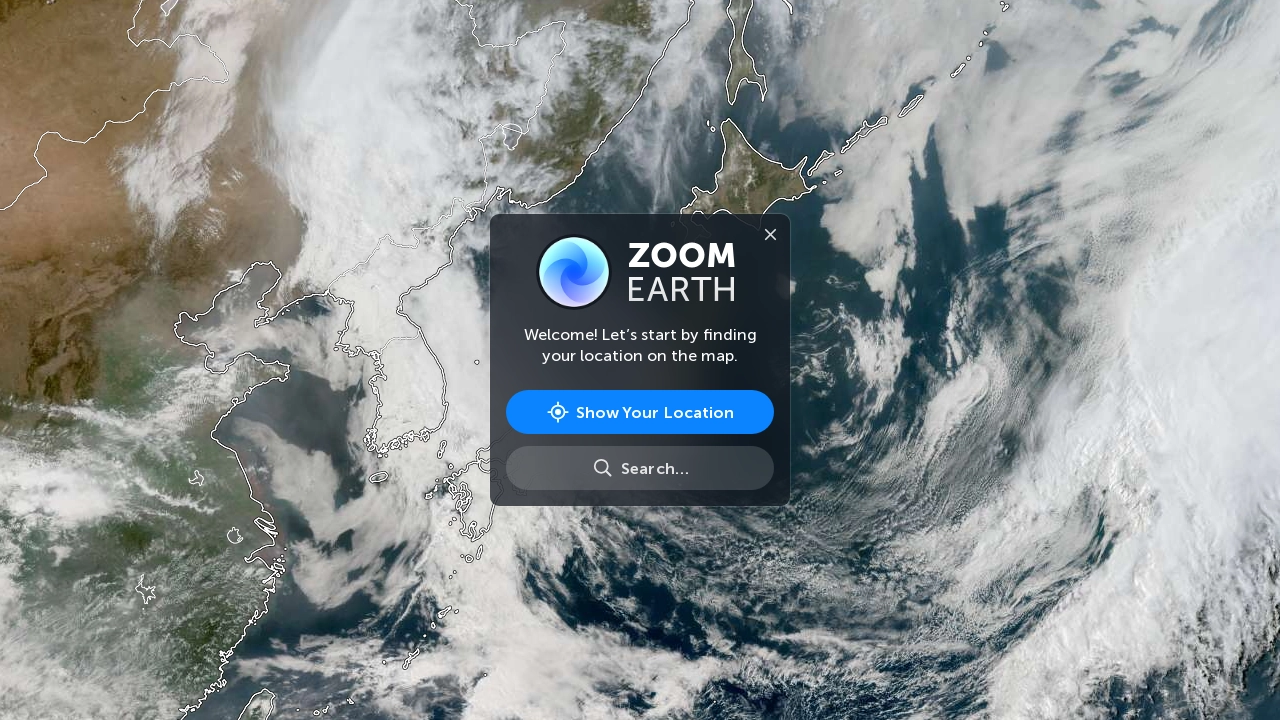 ZOOM
EARTH
Welcome! Let’s start by finding
your location on the map.
Show Your Location
Search...